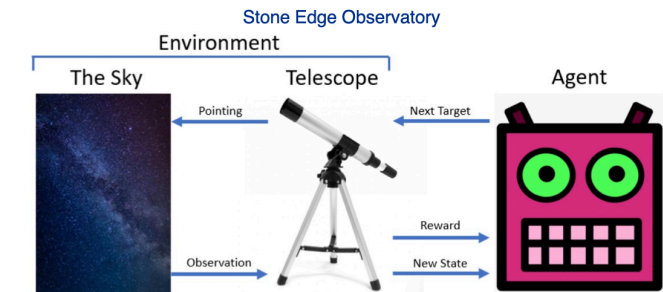 Stone Edge Observatory
Environment
The Sky
Telescope
Agent
Pointing
Next Target
Reward
Observation
New State